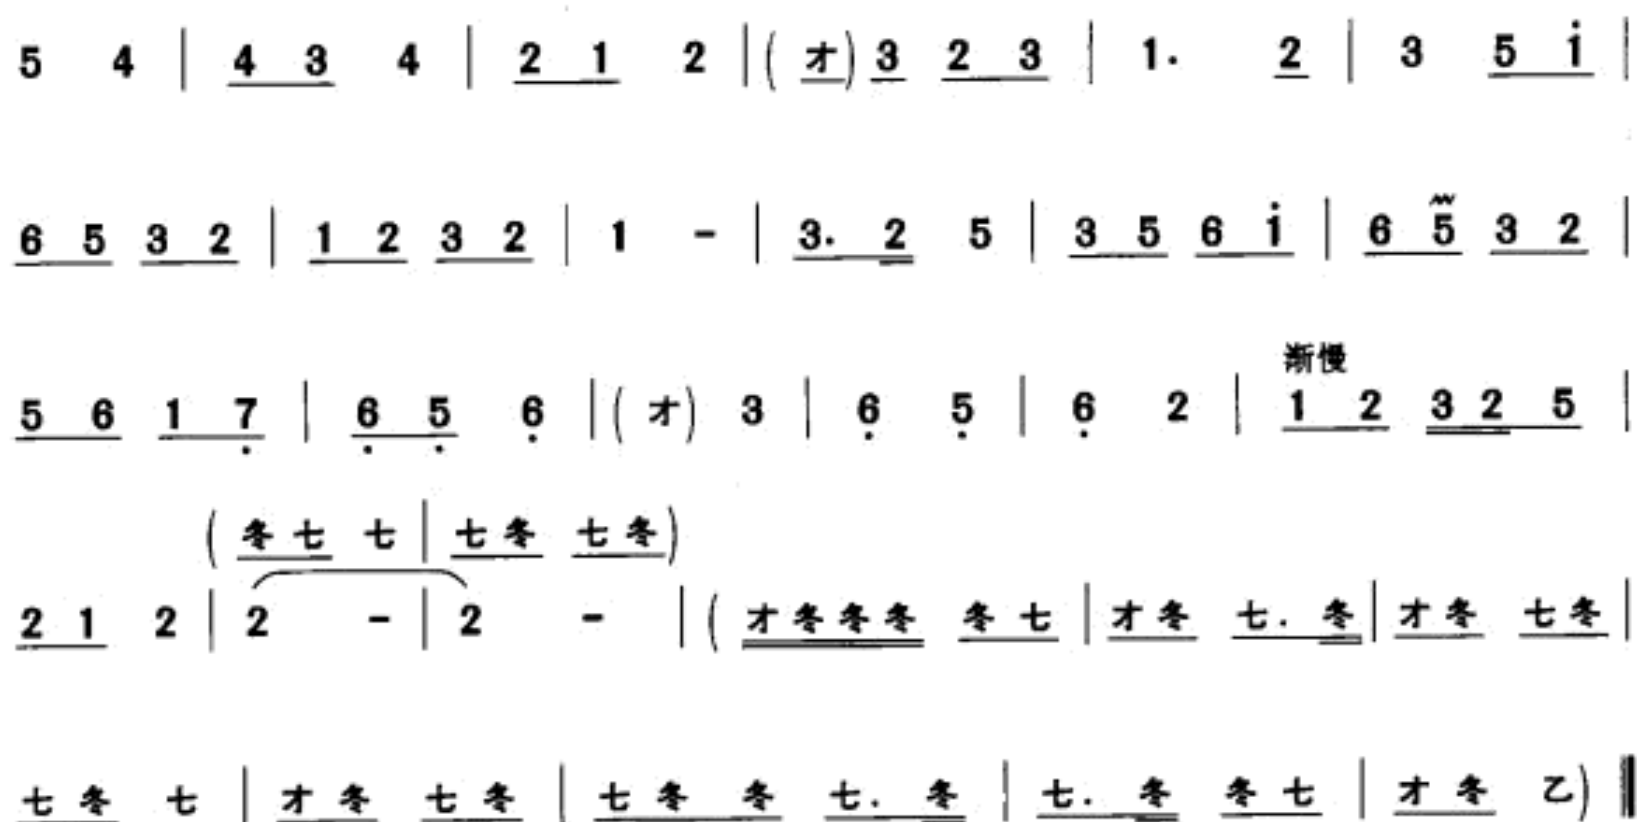 5 4 | 4 3 4 | 2 1 2 | ( 才 ) 3 2 3 | 1. 2 | 3 5 i |
6 5 3 2 | 1 2 3 2 | 1 - | 3. 2 5 | 3 5 6 i | 6 5 3 2 |
渐慢
5 6 1 7 | 6 5 6 | ( 才 ) 3 | 6 5 | 6 2 | 1 2 3 2 5 |
( 冬 七 七 | 七 冬 七 冬 )
2 1 2 | 2 - | 2 - | ( 才 冬 冬 冬 冬 七 | 才 冬 七. 冬 | 才 冬 七 冬 |
七 冬 七 | 才 冬 七 冬 | 七 冬 冬 七. 冬 | 七. 冬 冬 七 | 才 冬 乙 ) ‖